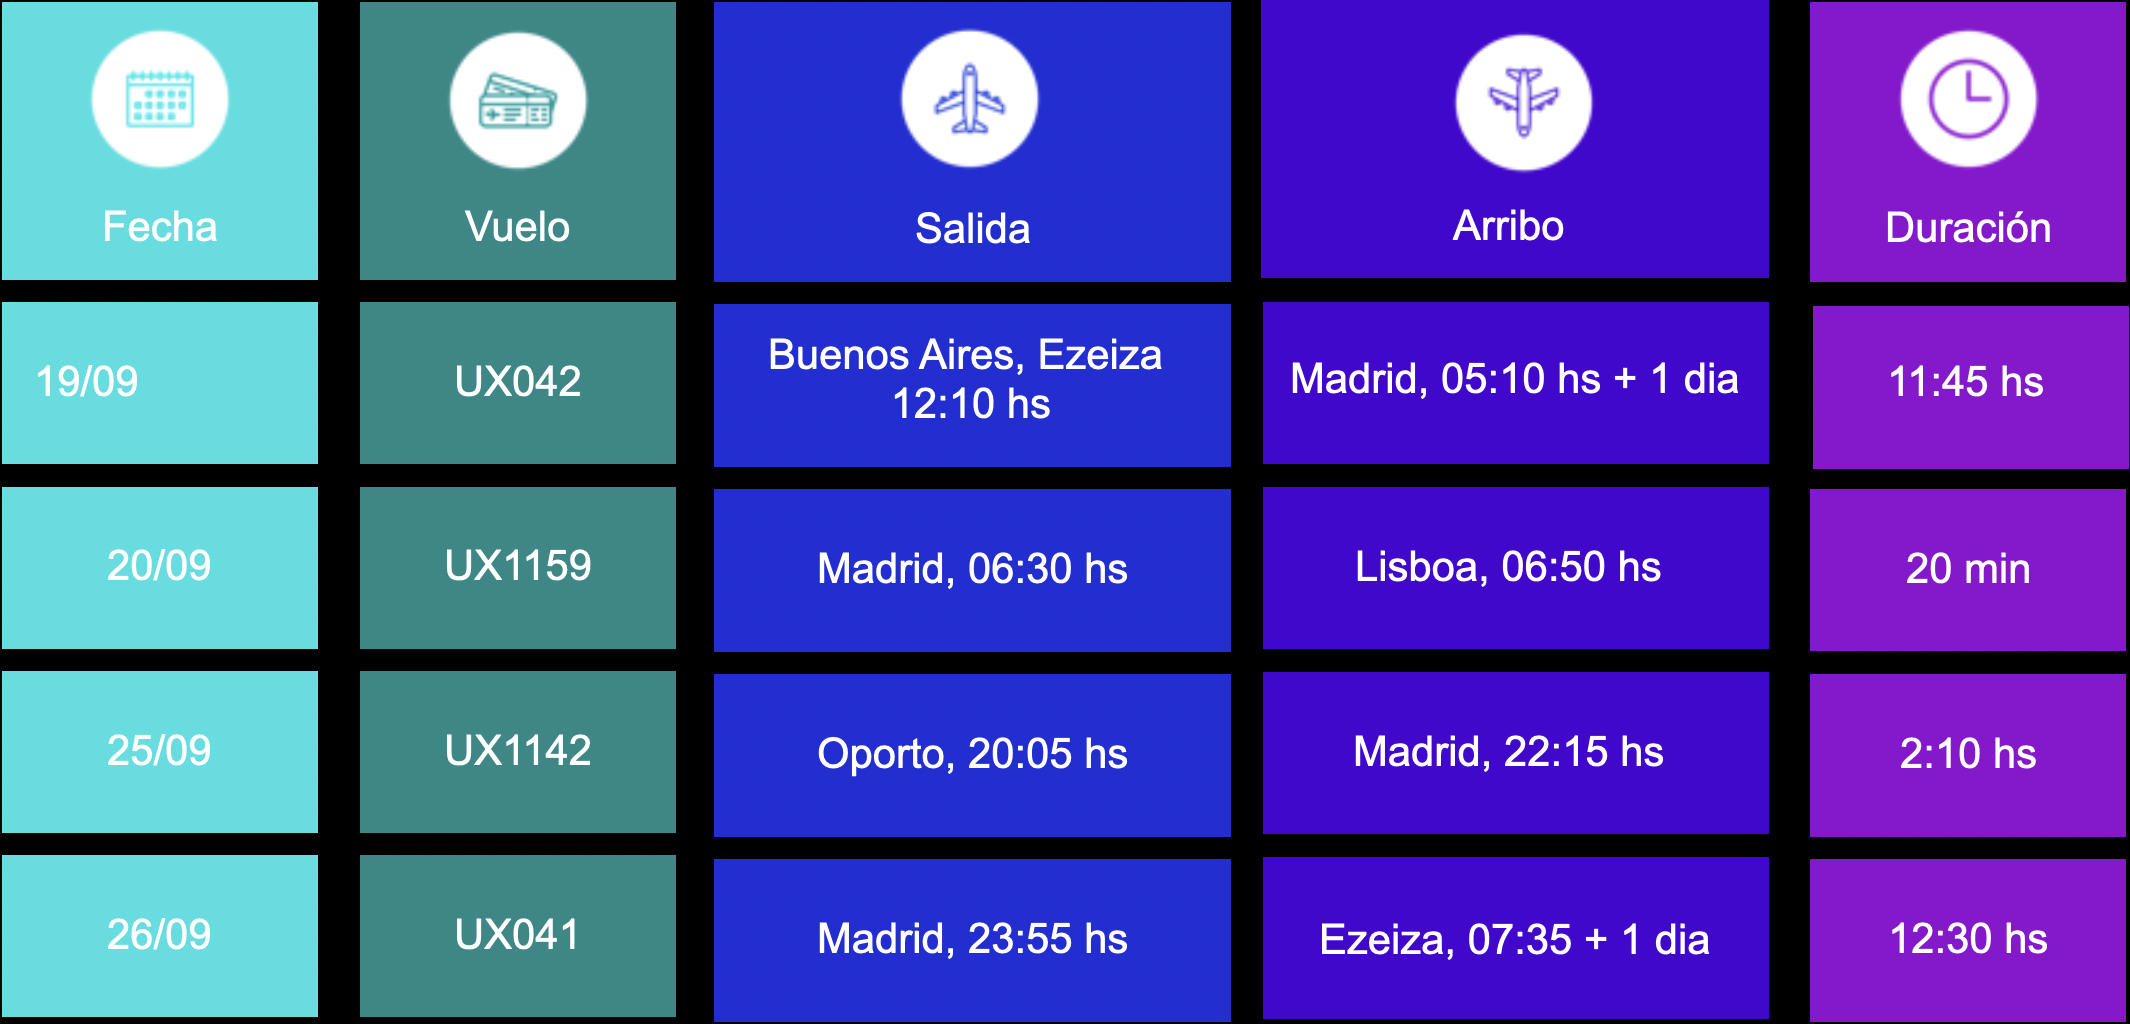 Fecha
Vuelo
Salida
Arribo
Duración
19/09
UX042
Buenos Aires, Ezeiza
12:10 hs
Madrid, 05:10 hs + 1 dia
11:45 hs
20/09
UX1159
Madrid, 06:30 hs
Lisboa, 06:50 hs
20 min
25/09
UX1142
Oporto, 20:05 hs
Madrid, 22:15 hs
2:10 hs
26/09
UX041
Madrid, 23:55 hs
Ezeiza, 07:35 + 1 dia
12:30 hs